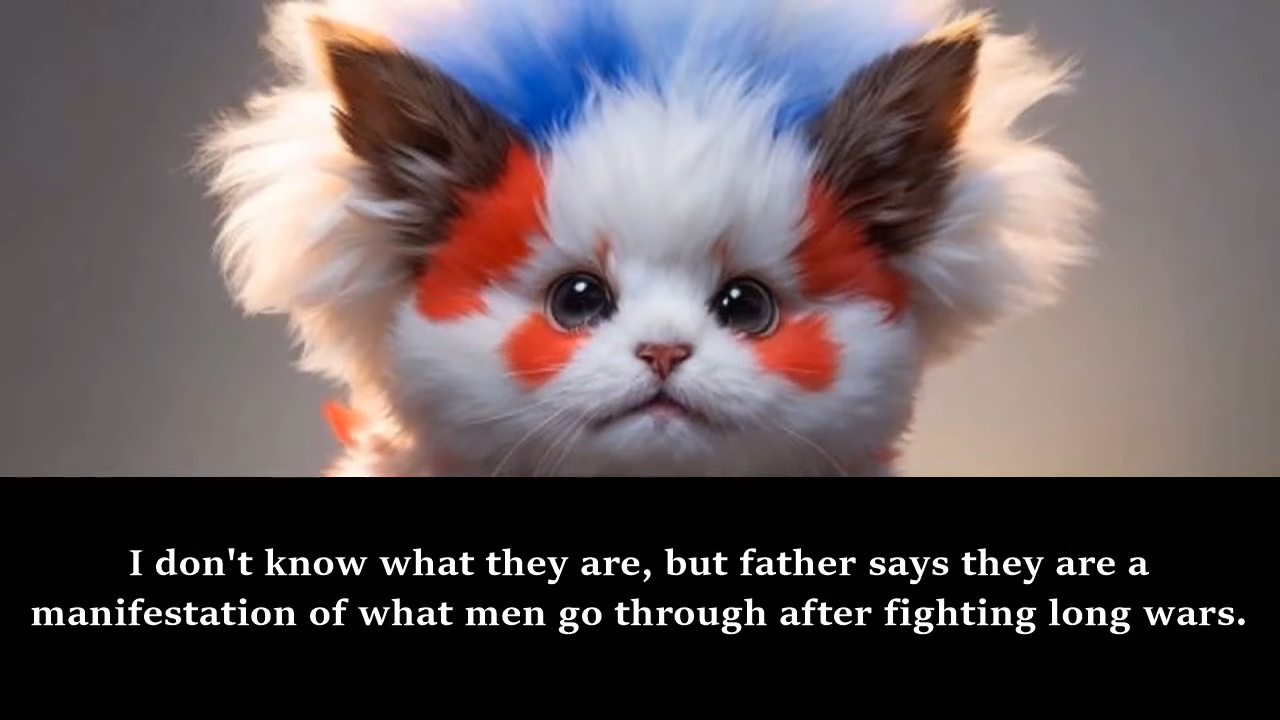 I don't know what they are, but father says they are a
manifestation of what men go through after fighting long wars.